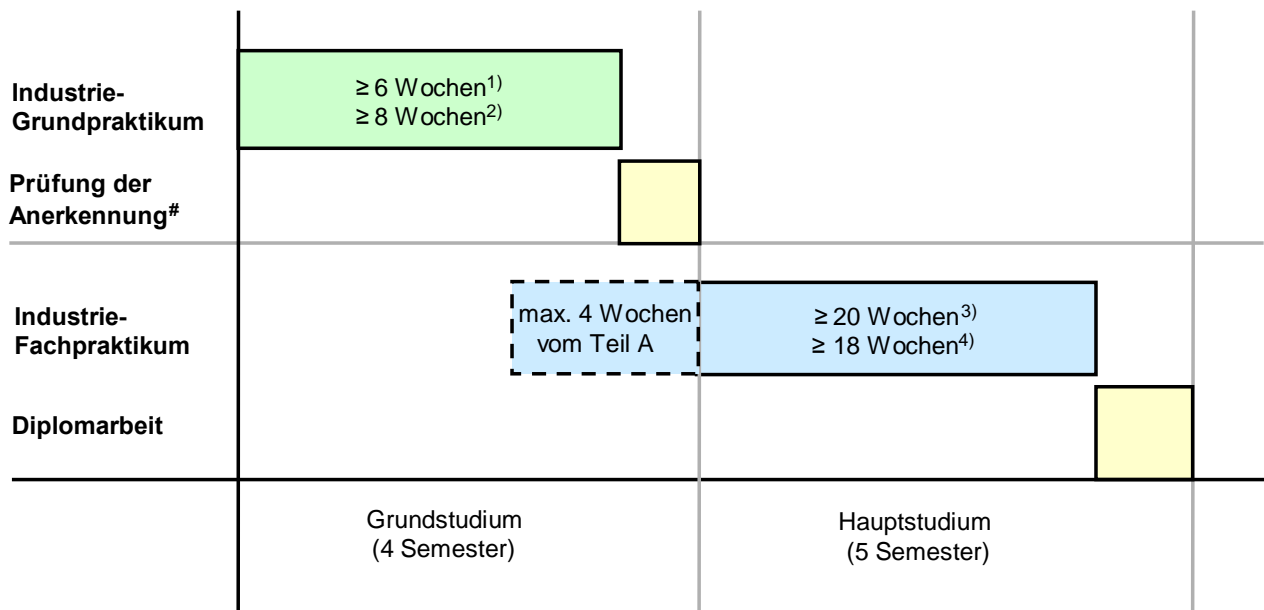 Industrie-
Grundpraktikum
≥ 6 Wochen1)
≥ 8 Wochen2)
Prüfung der
Anerkennung#
Industrie-
Fachpraktikum
max. 4 Wochen
vom Teil A
≥ 20 Wochen3)
≥ 18 Wochen4)
Diplomarbeit
Grundstudium
(4 Semester)
Hauptstudium
(5 Semester)